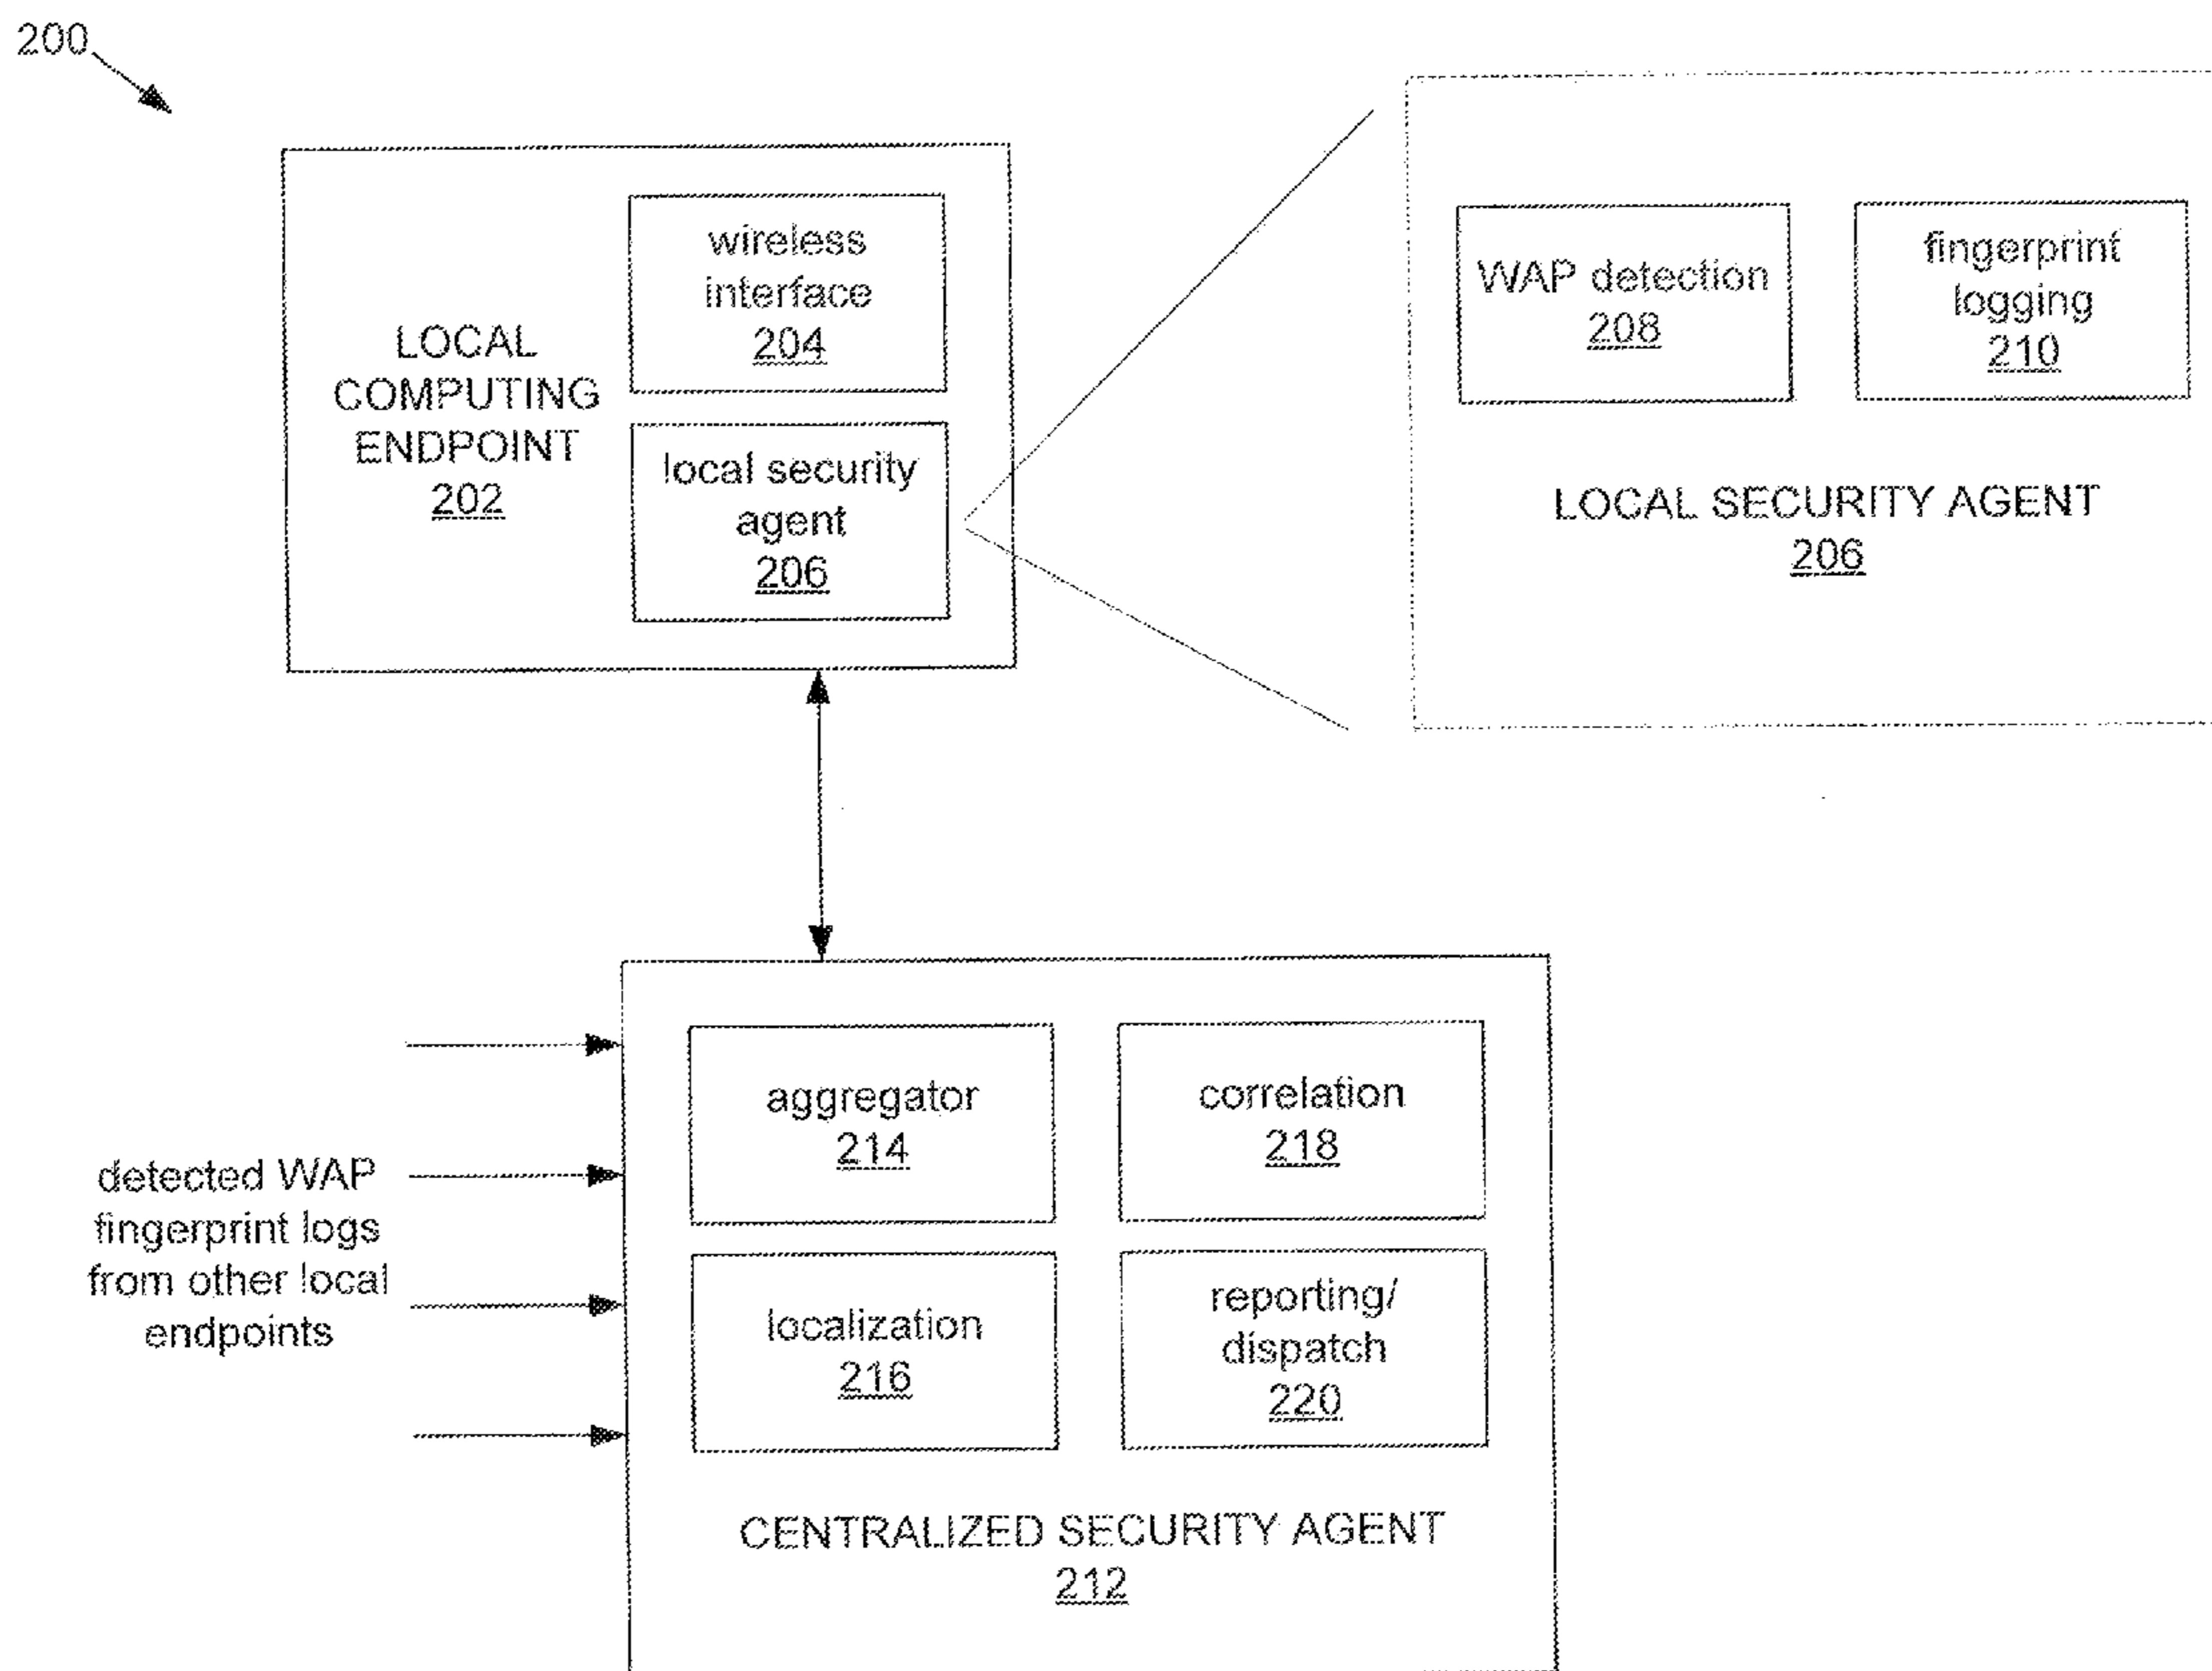 200
LOCAL
COMPUTING
ENDPOINT
202
wireless
interface
204
local security
agent
206
WAP detection
208
fingerprint
logging
210
LOCAL SECURITY AGENT
206
detected WAP
fingerprint logs
from other local
endpoints
aggregator
214
correlation
218
localization
216
reporting/
dispatch
220
CENTRALIZED SECURITY AGENT
212